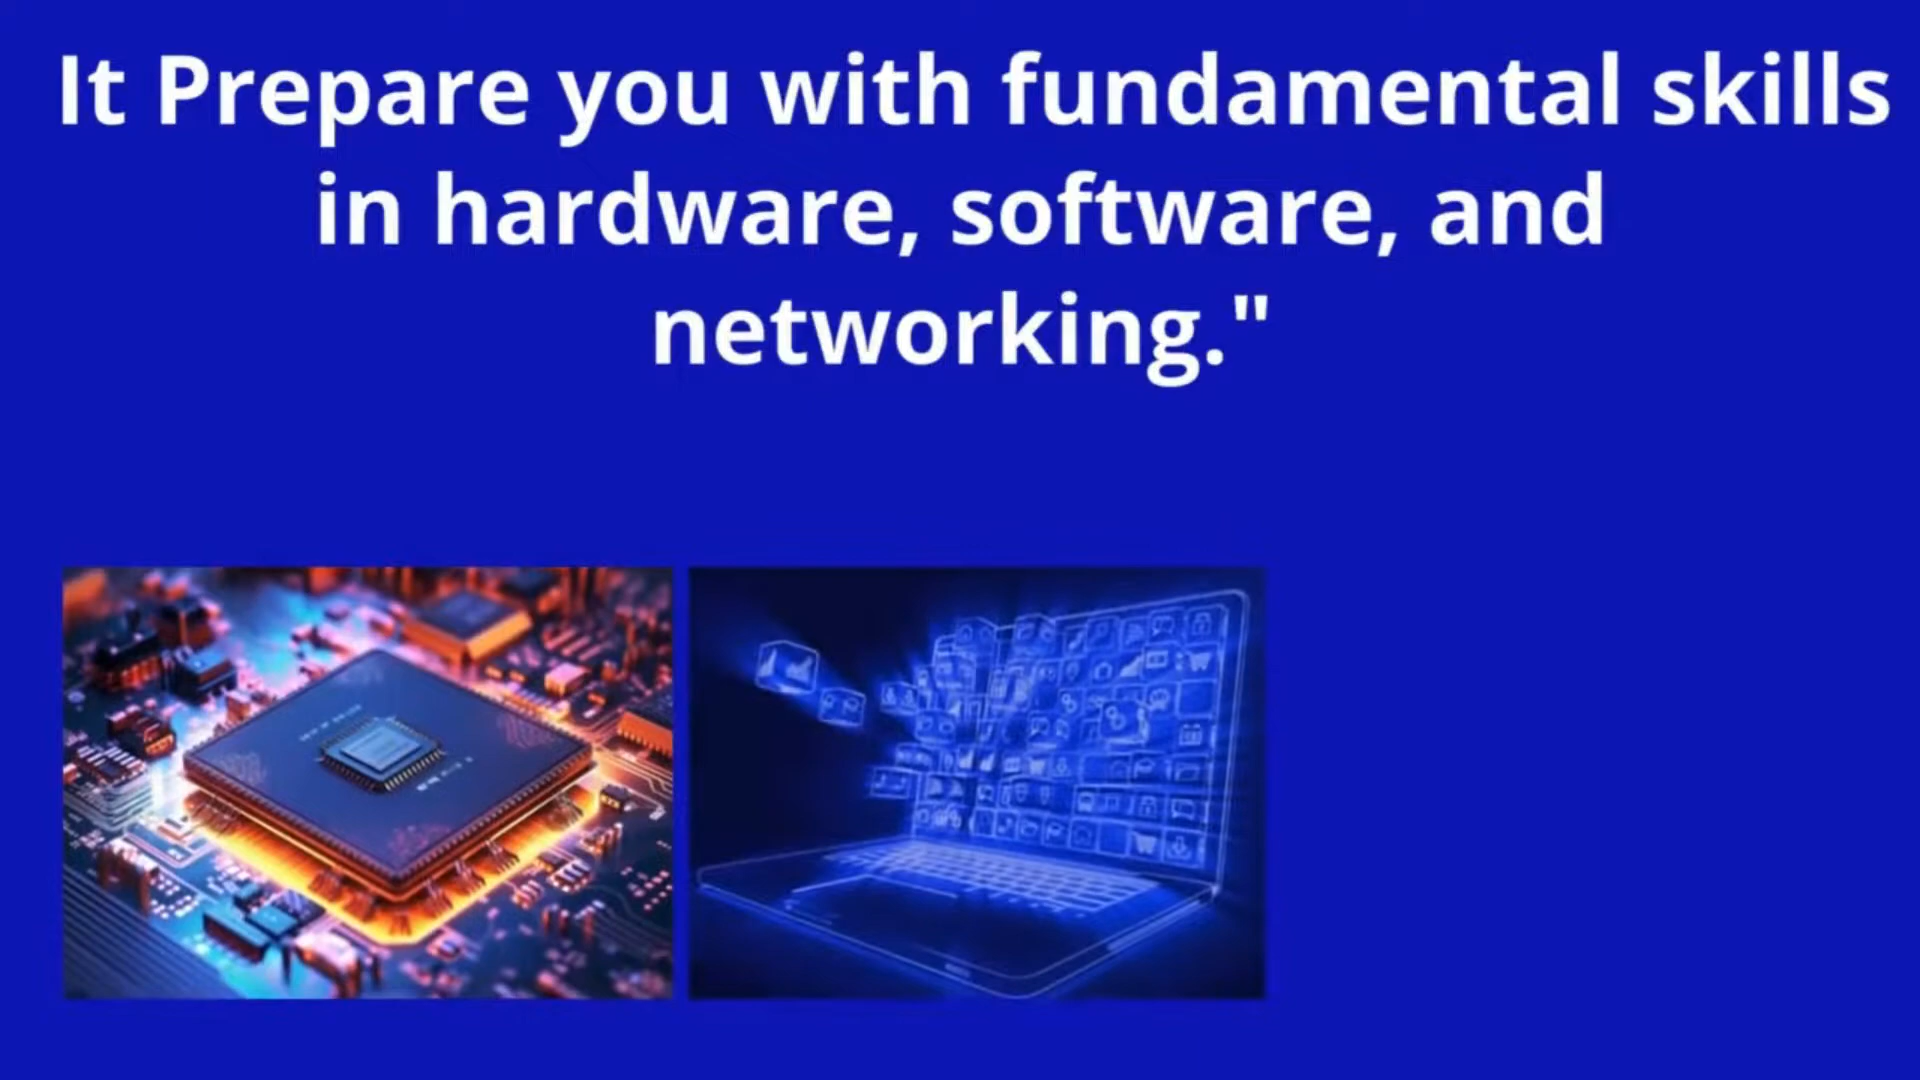 It Prepare you with fundamental skills
in hardware, software, and
networking."